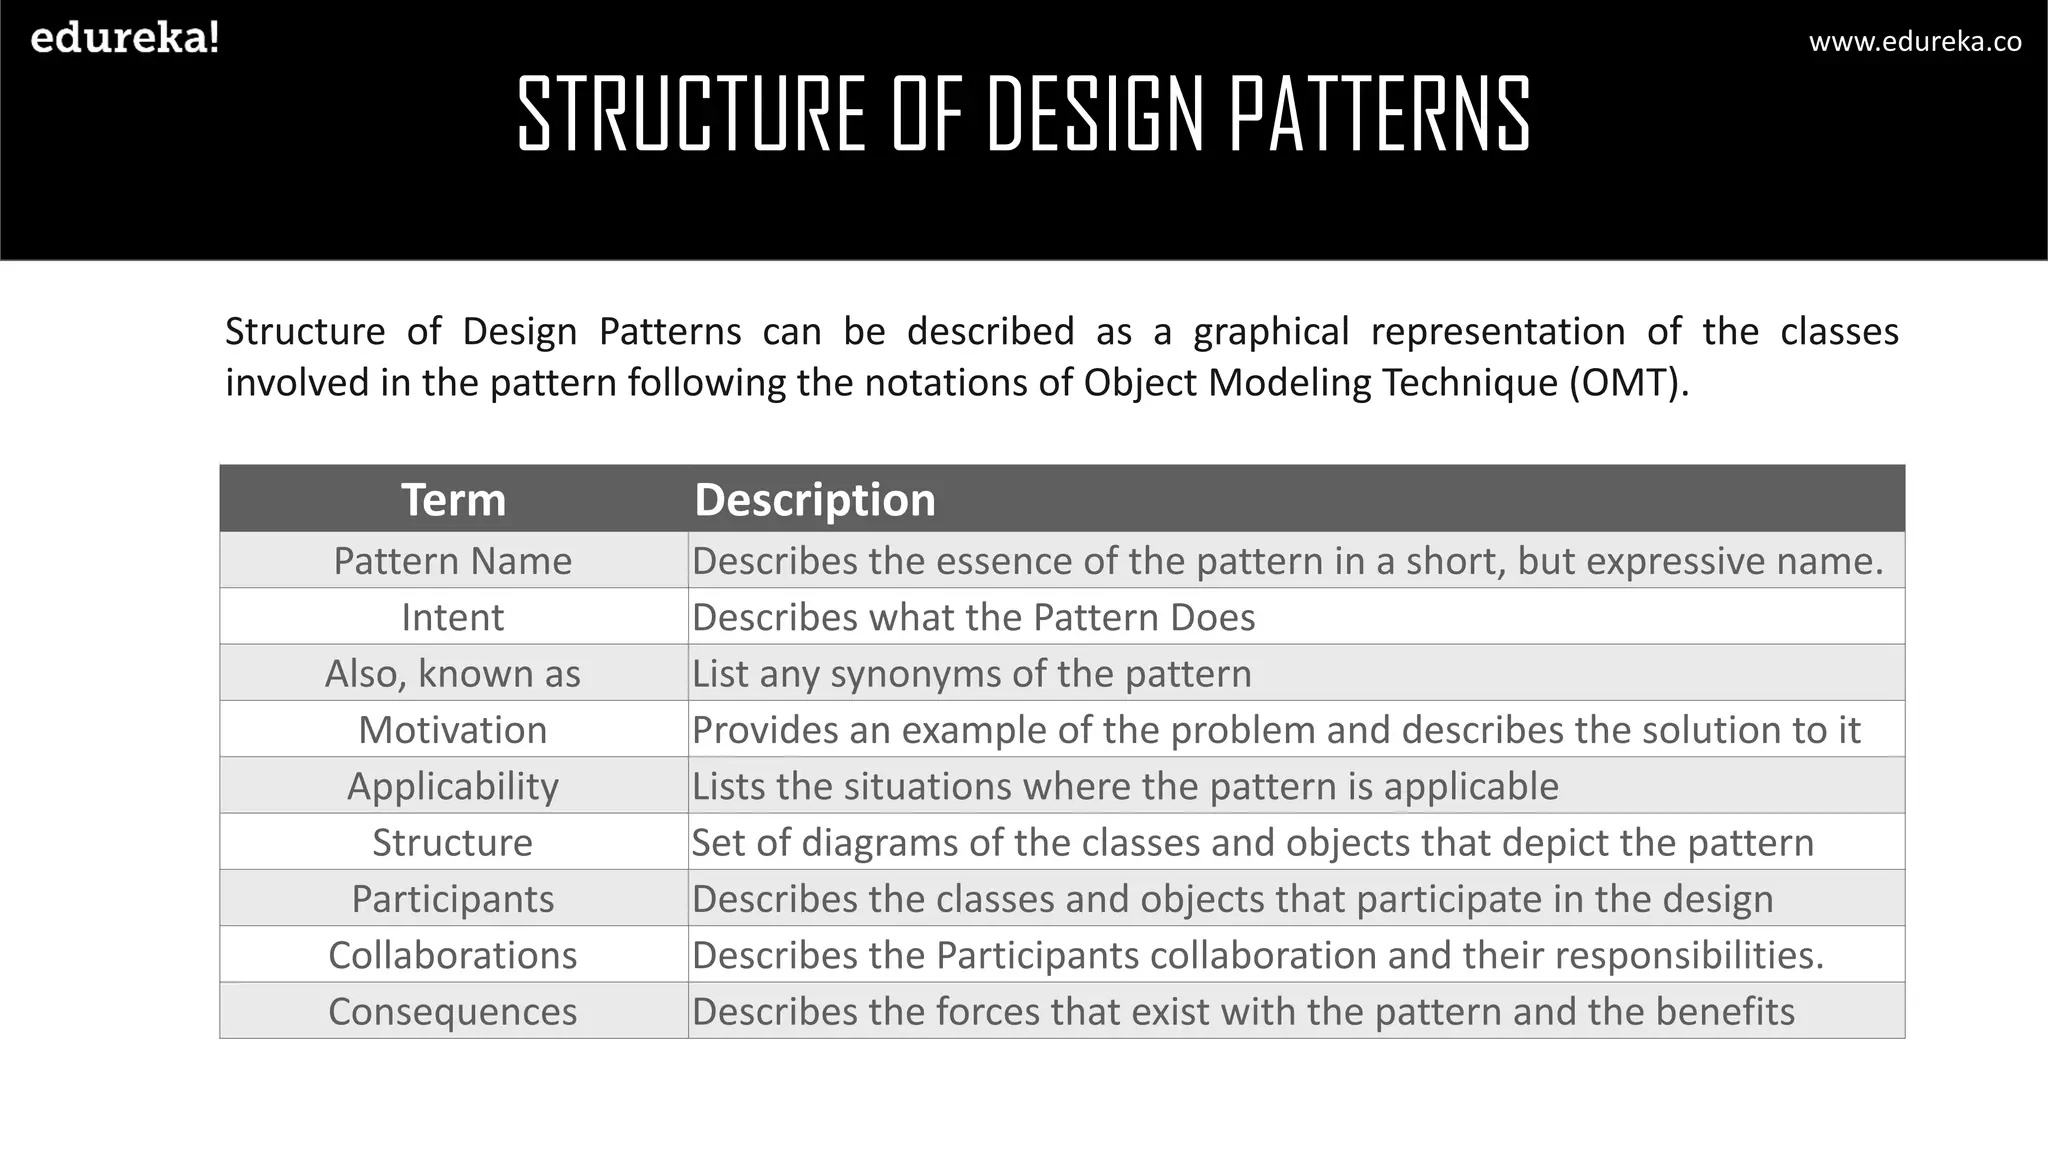 edureka!
www.edureka.co
STRUCTURE OF DESIGN PATTERNS
Structure of Design Patterns can be described as a graphical representation of the classes
involved in the pattern following the notations of Object Modeling Technique (OMT).
Term Description
Pattern Name Describes the essence of the pattern in a short, but expressive name.
Intent Describes what the Pattern Does
Also, known as List any synonyms of the pattern
Motivation Provides an example of the problem and describes the solution to it
Applicability Lists the situations where the pattern is applicable
Structure Set of diagrams of the classes and objects that depict the pattern
Participants Describes the classes and objects that participate in the design
Collaborations Describes the Participants collaboration and their responsibilities.
Consequences Describes the forces that exist with the pattern and the benefits